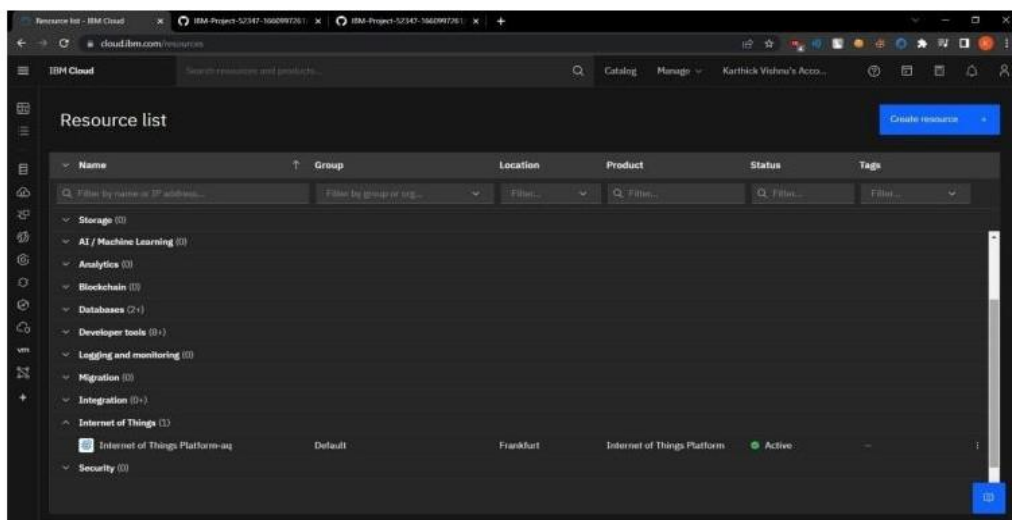 Resource list - IBM Cloud
IBM-Project-52347-1660997261
IBM-Project-52347-1660997261
cloud.ibm.com/resources
IBM Cloud
Search resources and products...
Catalog
Manage
Karthick Vishnu's Acco...
Resource list
Create resource +
Name Group Location Product Status Tags
Filter by name or IP address... Filter by group or org... Filter... Filter... Filter... Filter...
Storage (0)
AI / Machine Learning (0)
Analytics (0)
Blockchain (0)
Databases (2+)
Developer tools (8+)
Logging and monitoring (0)
Migration (0)
Integration (0+)
Internet of Things (1)
Internet of Things Platform-aq Default Frankfurt Internet of Things Platform Active —
Security (0)
vm